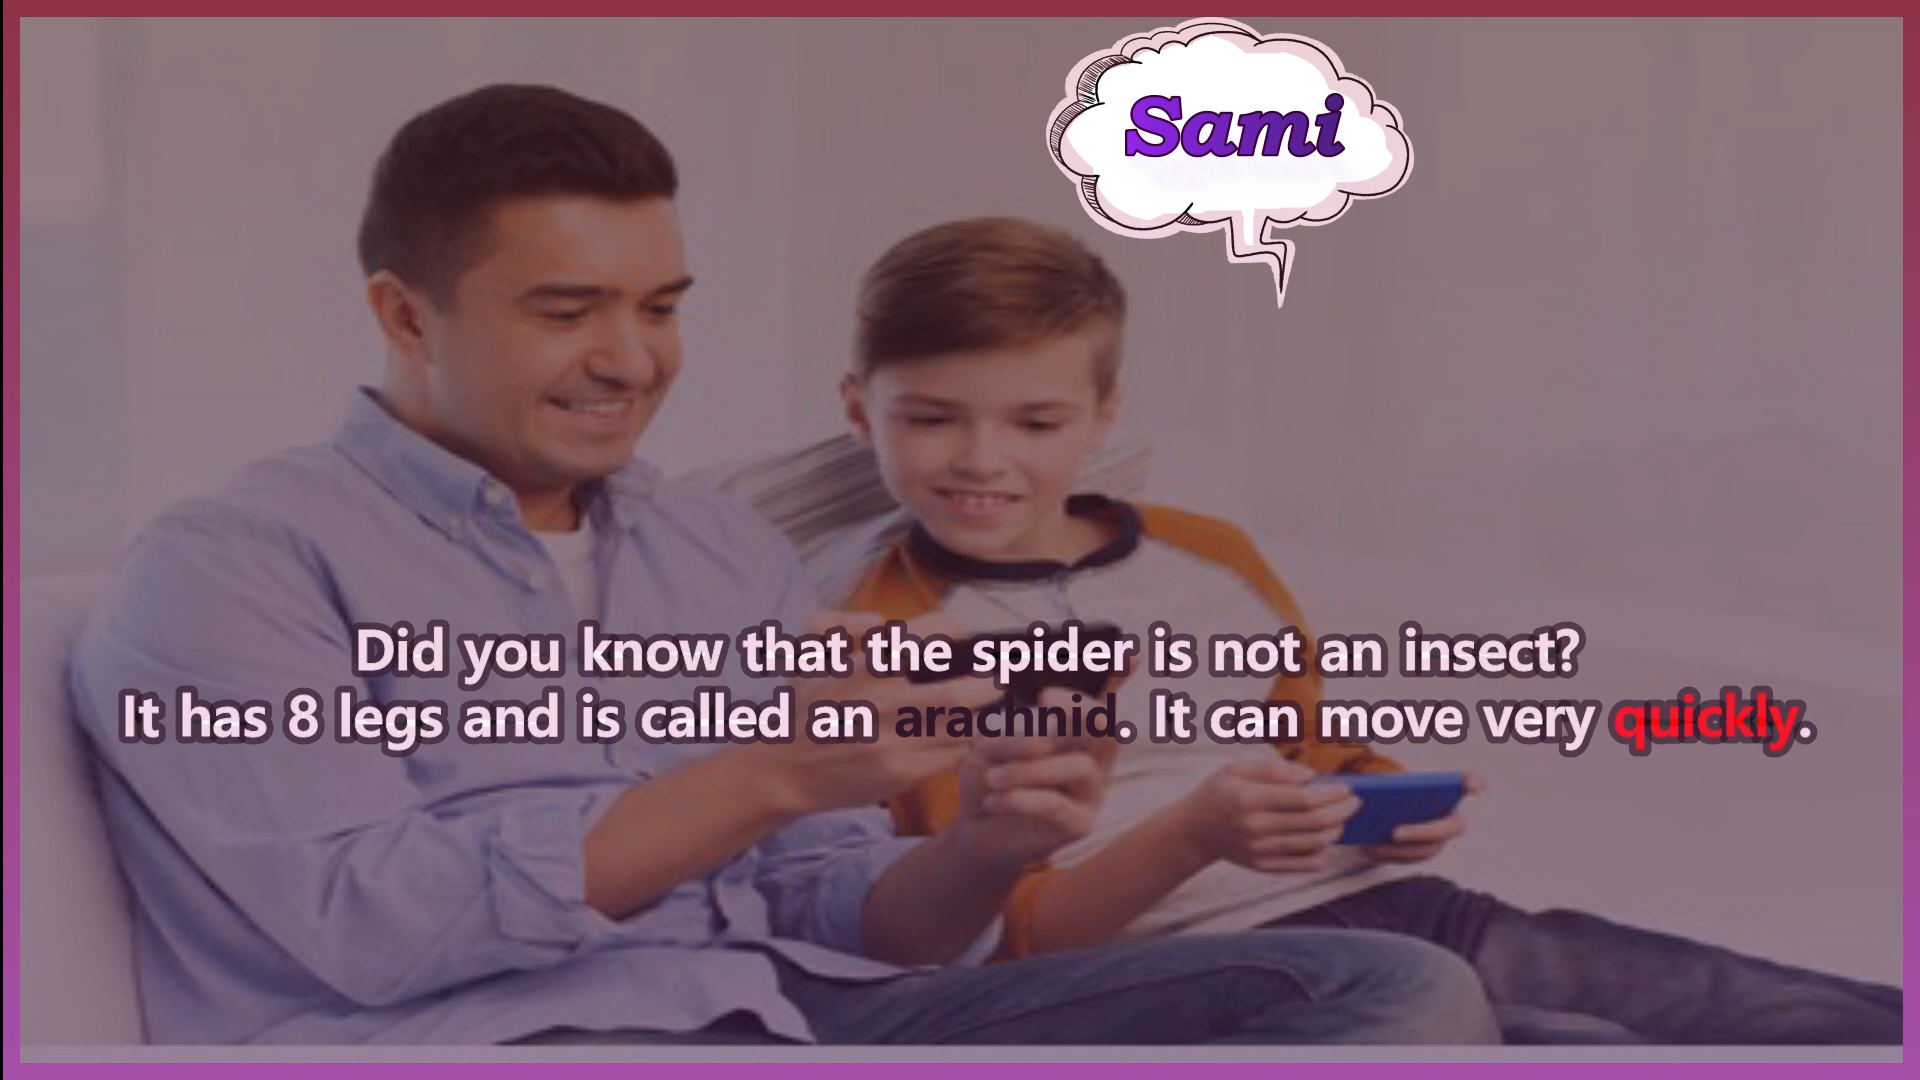 Sami
Did you know that the spider is not an insect?
It has 8 legs and is called an arachnid. It can move very quickly.